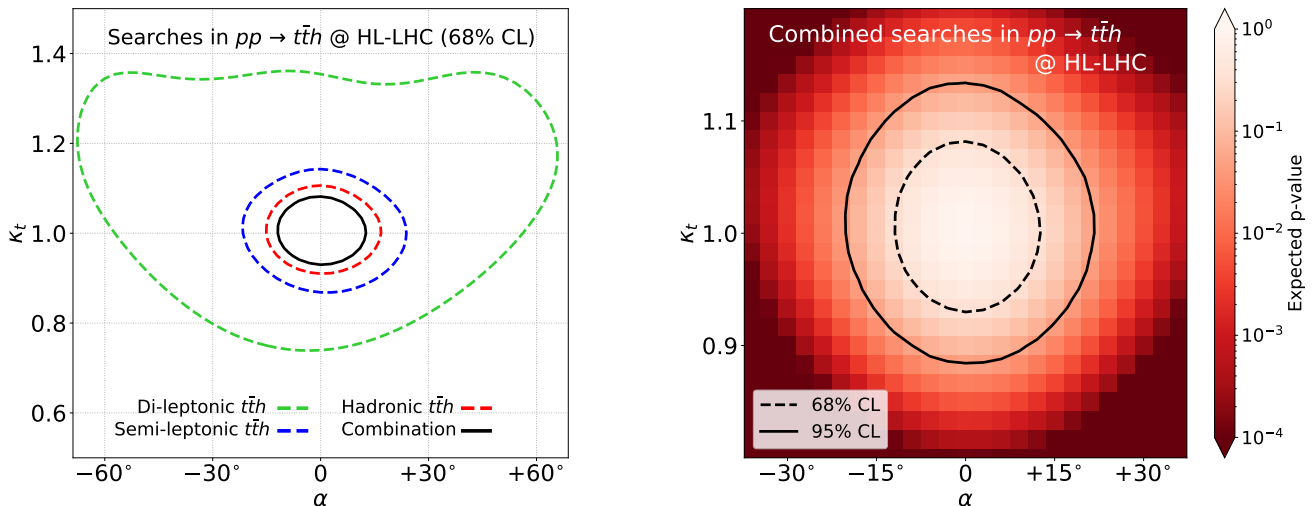 Searches in pp → tt̄h @ HL-LHC (68% CL)
1.4
1.2
1.0
0.8
0.6
κt
Di-leptonic tt̄h
Hadronic tt̄h
Semi-leptonic tt̄h
Combination
−60° −30° 0 +30° +60°
α
Combined searches in pp → tt̄h
@ HL-LHC
1.1
1.0
0.9
κt
68% CL
95% CL
−30° −15° 0 +15° +30°
α
10⁰
10⁻¹
10⁻²
10⁻³
10⁻⁴
Expected p-value